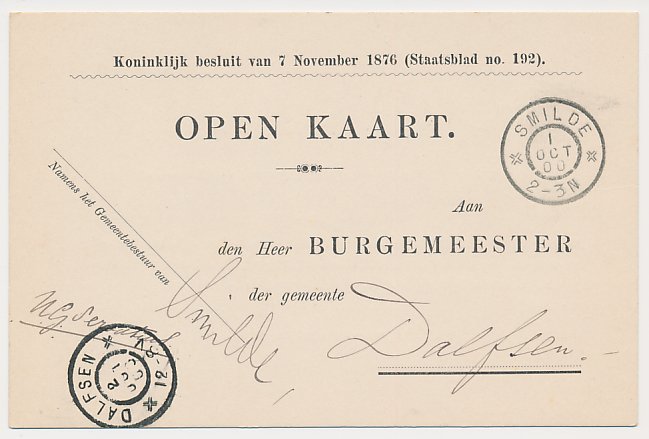 Koninklijk besluit van 7 November 1876 (Staatsblad no. 192).
OPEN KAART.
SMILDE
1
OCT
00
2-3N
Aan
den Heer BURGEMEESTER
der gemeente
Dalfsen.
Namens het Gemeentebestuur van
Smilde,
DALFSEN